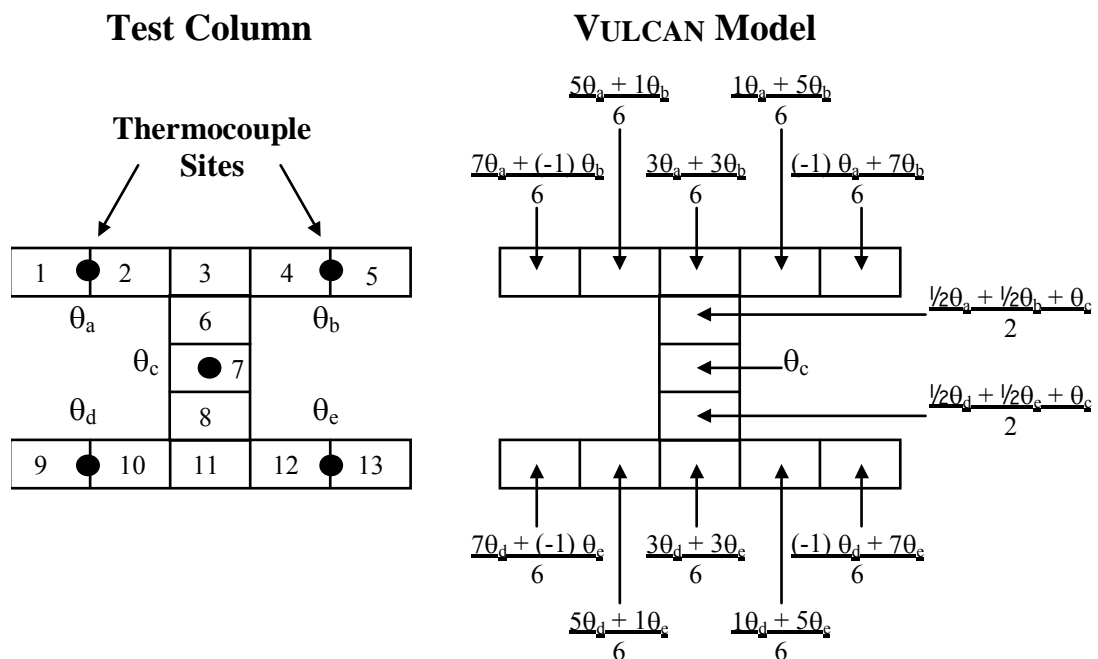 Test Column
VULCAN Model
Thermocouple
Sites
1
2
3
4
5
θa
6
θb
θc
7
θd
8
θe
9
10
11
12
13
5θa + 1θb
6
1θa + 5θb
6
7θa + (-1) θb
6
3θa + 3θb
6
(-1) θa + 7θb
6
½θa + ½θb + θc
2
θc
½θd + ½θe + θc
2
7θd + (-1) θe
6
3θd + 3θe
6
(-1) θd + 7θe
6
5θd + 1θe
6
1θd + 5θe
6